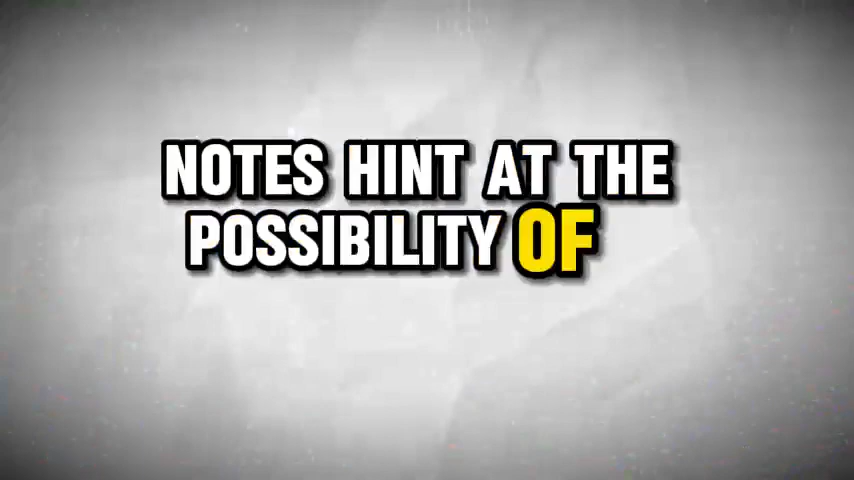 NOTES HINT AT THE
POSSIBILITY OF